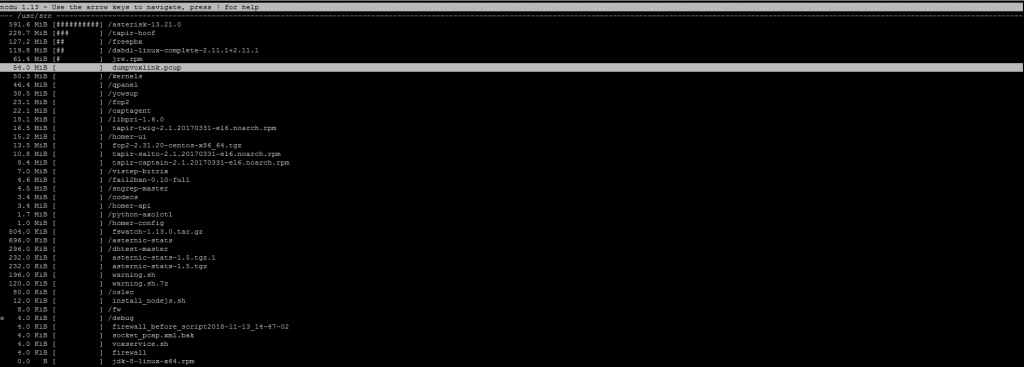 ncdu 1.13 ~ Use the arrow keys to navigate, press ? for help
--- /usr/src ---
591.6 MiB [##########] /asterisk-13.21.0
228.7 MiB [###       ] /tapir-hoof
127.2 MiB [##        ] /freepbx
119.8 MiB [##        ] /dahdi-linux-complete-2.11.1+2.11.1
61.4 MiB [#         ]  jre.rpm
54.0 MiB [          ]  dumpvoxlink.pcup
50.3 MiB [          ] /kernels
46.4 MiB [          ] /qpanel
38.5 MiB [          ] /yowsup
23.1 MiB [          ] /fop2
22.1 MiB [          ] /captagent
18.1 MiB [          ] /libpri-1.6.0
16.5 MiB [          ]  tapir-twig-2.1.20170331-el6.noarch.rpm
15.2 MiB [          ] /homer-ui
13.5 MiB [          ]  fop2-2.31.20-centos-x86_64.tgz
10.8 MiB [          ]  tapir-salto-2.1.20170331-el6.noarch.rpm
8.4 MiB [          ]  tapir-captain-2.1.20170331-el6.noarch.rpm
7.0 MiB [          ] /vistep-bitrix
4.6 MiB [          ] /fail2ban-0.10-full
4.5 MiB [          ] /sngrep-master
3.4 MiB [          ] /codecs
3.4 MiB [          ] /homer-api
1.7 MiB [          ] /python-axolotl
1.0 MiB [          ] /homer-config
804.0 KiB [          ]  fswatch-1.13.0.tar.gz
696.0 KiB [          ] /asternic-stats
296.0 KiB [          ] /dhtest-master
232.0 KiB [          ]  asternic-stats-1.5.tgz.1
232.0 KiB [          ]  asternic-stats-1.5.tgz
196.0 KiB [          ]  warning.sh
120.0 KiB [          ]  warning.sh.7z
80.0 KiB [          ] /oslec
12.0 KiB [          ]  install_nodejs.sh
8.0 KiB [          ] /fw
e 4.0 KiB [          ] /debug
4.0 KiB [          ]  firewall_before_script2018-11-13_14-47-02
4.0 KiB [          ]  socket_pcap.xml.bak
4.0 KiB [          ]  voxservice.sh
4.0 KiB [          ]  firewall
0.0   B [          ]  jdk-8-linux-x64.rpm